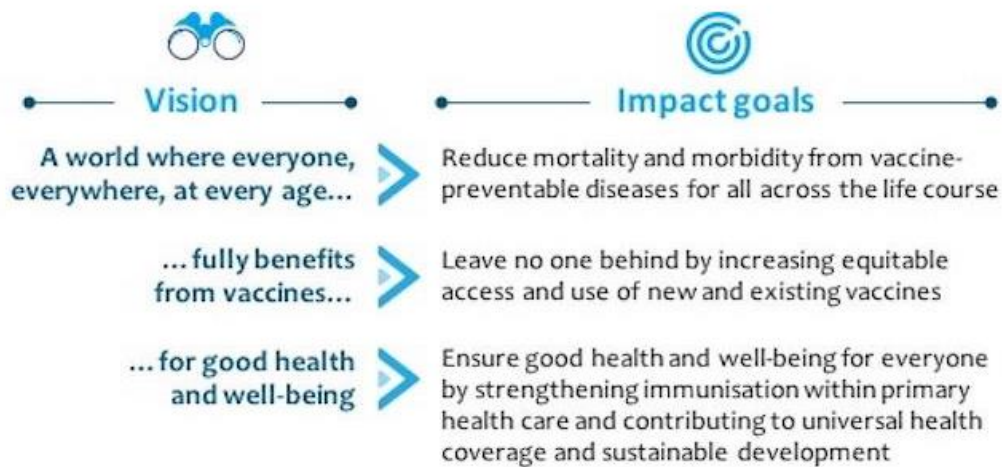 Vision
Impact goals
A world where everyone,
everywhere, at every age...
Reduce mortality and morbidity from vaccine-
preventable diseases for all across the life course
...fully benefits
from vaccines...
Leave no one behind by increasing equitable
access and use of new and existing vaccines
...for good health
and well-being
Ensure good health and well-being for everyone
by strengthening immunisation within primary
health care and contributing to universal health
coverage and sustainable development